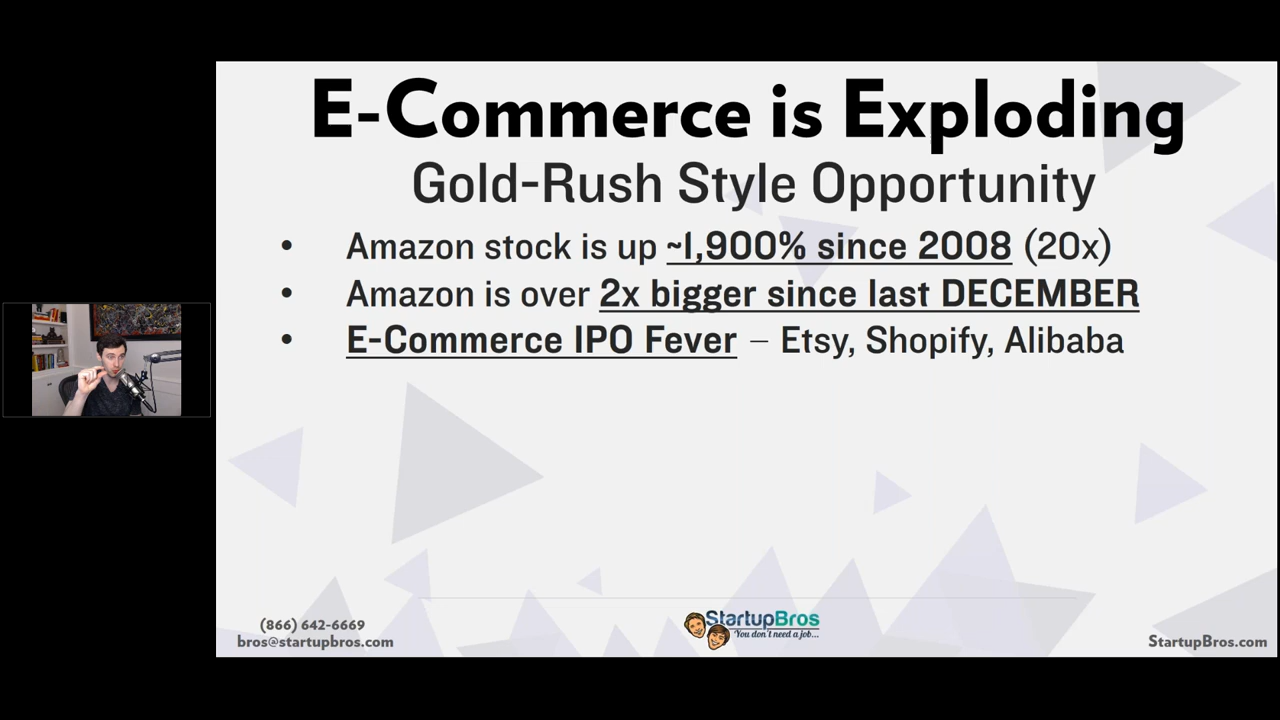 E-Commerce is Exploding
Gold-Rush Style Opportunity
• Amazon stock is up ~1,900% since 2008 (20x)
• Amazon is over 2x bigger since last DECEMBER
• E-Commerce IPO Fever – Etsy, Shopify, Alibaba
(866) 642-6669
bros@startupbros.com
StartupBros
"You don't need a job...
StartupBros.com